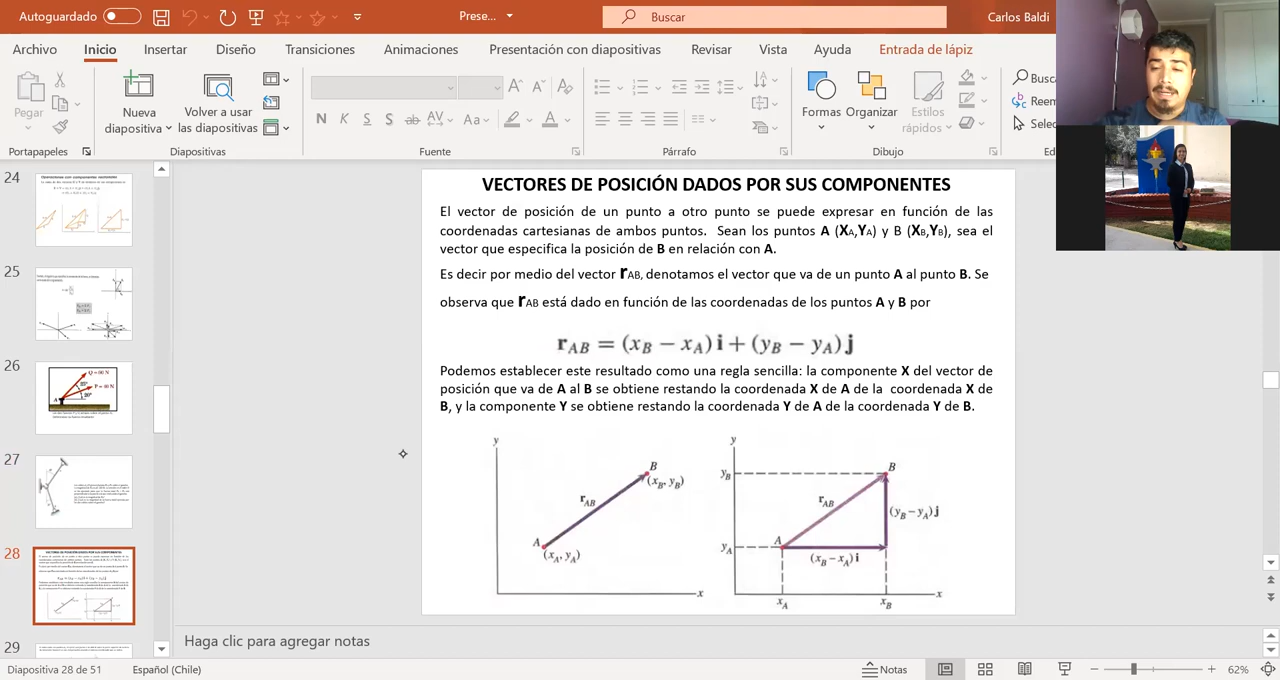 Autoguardado
Prese...
Buscar
Carlos Baldi
Archivo
Inicio
Insertar
Diseño
Transiciones
Animaciones
Presentación con diapositivas
Revisar
Vista
Ayuda
Entrada de lápiz
Pegar
Nueva diapositiva
Volver a usar las diapositivas
N K S S ab AV Aa A
Formas
Organizar
Estilos rápidos
Portapapeles
Diapositivas
Fuente
Párrafo
Dibujo
24
25
26
27
28
29
VECTORES DE POSICIÓN DADOS POR SUS COMPONENTES
El vector de posición de un punto a otro punto se puede expresar en función de las
coordenadas cartesianas de ambos puntos. Sean los puntos A (XA,YA) y B (XB,YB), sea el
vector que especifica la posición de B en relación con A.
Es decir por medio del vector rAB, denotamos el vector que va de un punto A al punto B. Se
observa que rAB está dado en función de las coordenadas de los puntos A y B por
rAB = (xB − xA) i + (yB − yA) j
Podemos establecer este resultado como una regla sencilla: la componente X del vector de
posición que va de A al B se obtiene restando la coordenada X de A de la coordenada X de
B, y la componente Y se obtiene restando la coordenada Y de A de la coordenada Y de B.
y
B
(xB, yB)
rAB
A
(xA, yA)
x
y
yB
B
rAB
(yB − yA) j
yA
A
(xB − xA) i
xA
xB
x
Haga clic para agregar notas
Diapositiva 28 de 51
Español (Chile)
Notas
62%